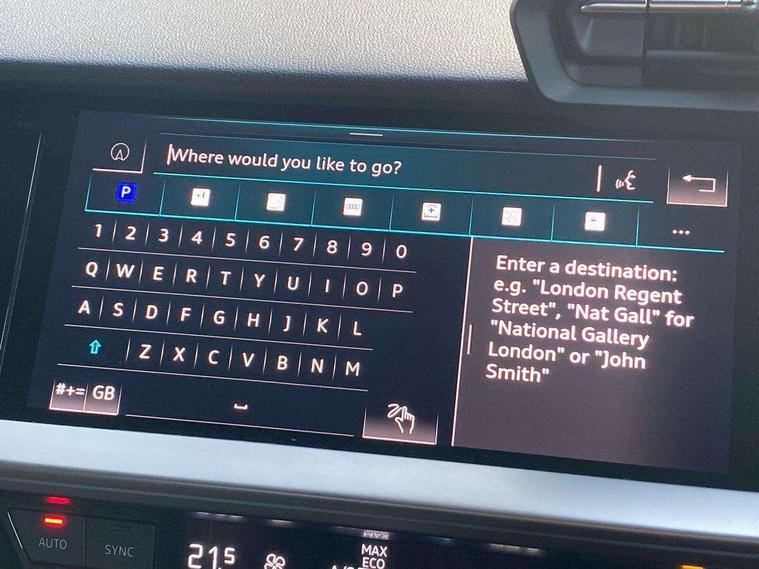 Where would you like to go?
P
...
1 2 3 4 5 6 7 8 9 0
Q W E R T Y U I O P
A S D F G H J K L
Z X C V B N M
#+= GB
Enter a destination:
e.g. "London Regent
Street", "Nat Gall" for
"National Gallery
London" or "John
Smith"
AUTO
SYNC
21.5
MAX
ECO